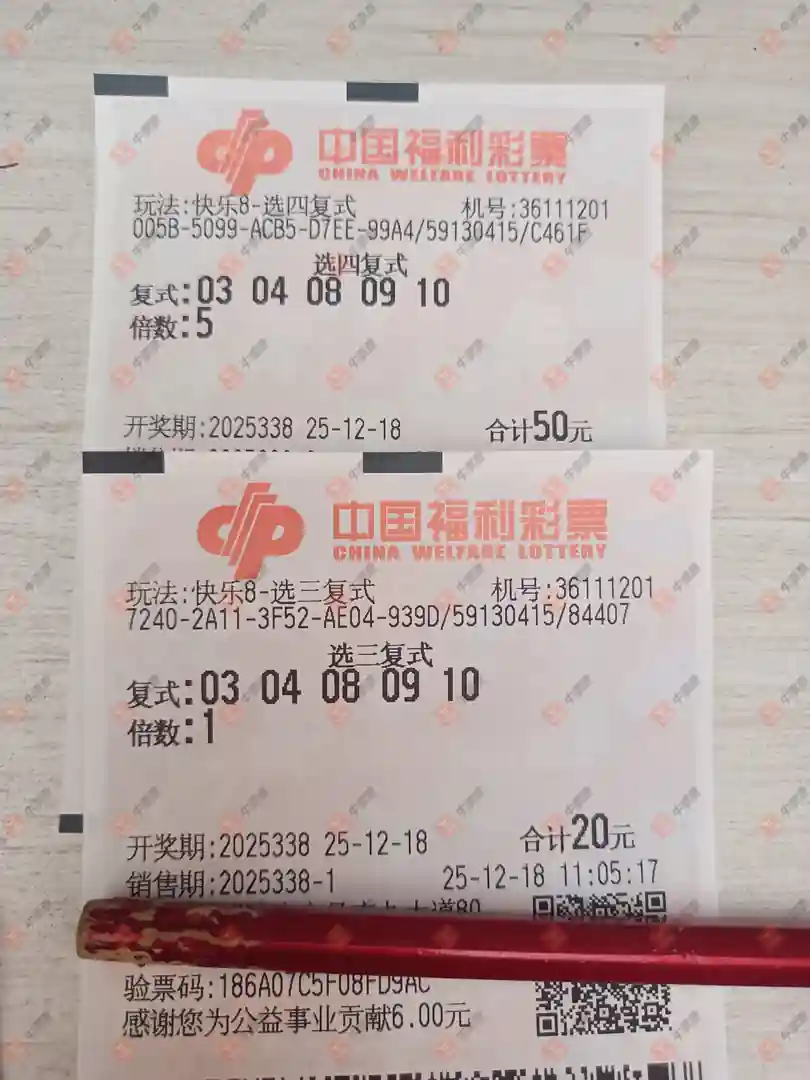 中国福利彩票
CHINA WELFARE LOTTERY
玩法:快乐8-选四复式 机号:36111201
005B-5099-ACB5-D7EE-99A4/59130415/C461F
选四复式
复式:03 04 08 09 10
倍数:5
开奖期:2025338 25-12-18 合计50元
中国福利彩票
CHINA WELFARE LOTTERY
玩法:快乐8-选三复式 机号:36111201
7240-2A11-3F52-AE04-939D/59130415/84407
选三复式
复式:03 04 08 09 10
倍数:1
开奖期:2025338 25-12-18 合计20元
销售期:2025338-1 25-12-18 11:05:17
验票码:186A07C5F08FD9AC
感谢您为公益事业贡献6.00元